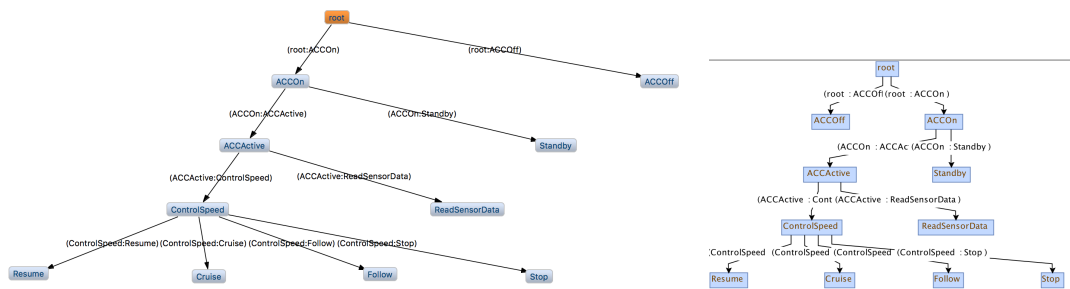 root
(root:ACCOn)
(root:ACCOff)
ACCOn
ACCOff
(ACCOn:ACCActive)
(ACCOn:Standby)
ACCActive
Standby
(ACCActive:ControlSpeed)
(ACCActive:ReadSensorData)
ControlSpeed
ReadSensorData
(ControlSpeed:Resume)
(ControlSpeed:Cruise)
(ControlSpeed:Follow)
(ControlSpeed:Stop)
Resume
Cruise
Follow
Stop
root
(root : ACCOf
(root : ACCOn )
ACCOff
ACCOn
(ACCOn : ACCAc
(ACCOn : Standby )
ACCActive
Standby
(ACCActive : Cont
(ACCActive : ReadSensorData )
ControlSpeed
ReadSensorData
(ControlSpeed
(ControlSpeed
(ControlSpeed
(ControlSpeed : Stop )
Resume
Cruise
Follow
Stop